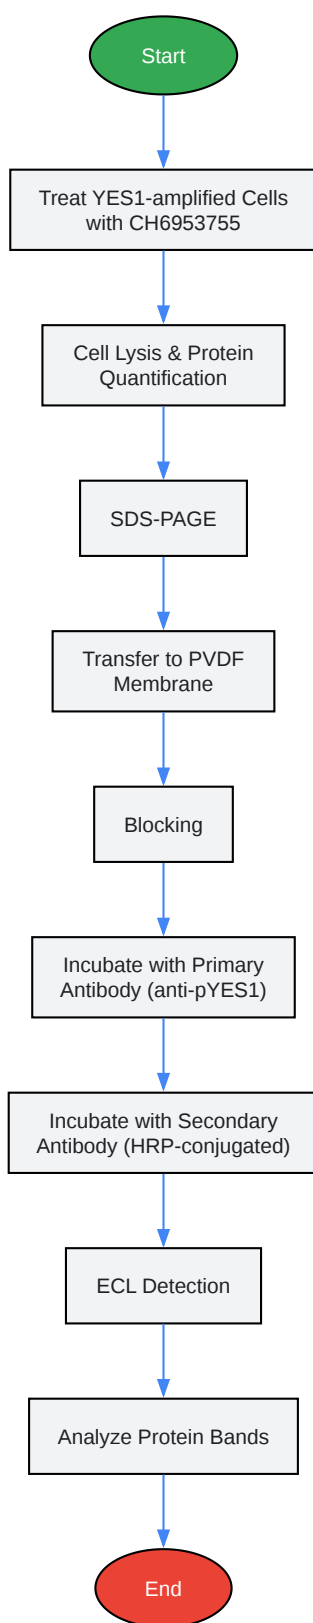 Start
Treat YES1-amplified Cells
with CH6953755
Cell Lysis & Protein
Quantification
SDS-PAGE
Transfer to PVDF
Membrane
Blocking
Incubate with Primary
Antibody (anti-pYES1)
Incubate with Secondary
Antibody (HRP-conjugated)
ECL Detection
Analyze Protein Bands
End